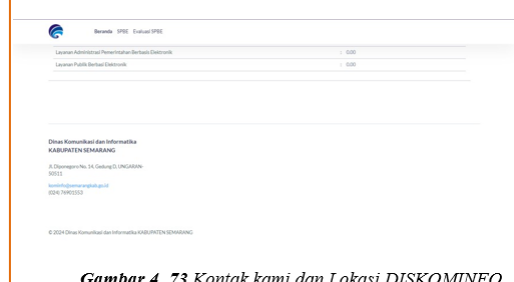 Beranda SPBE Evaluasi SPBE
Layanan Administrasi Pemerintahan Berbasis Elektronik : 0.00
Layanan Publik Berbasi Elektronik : 0.00
Dinas Komunikasi dan Informatika
KABUPATEN SEMARANG
Jl. Diponegoro No. 14, Gedung D, UNGARAN-
50511
kominfo@semarangkab.go.id
(024) 76901553
© 2024 Dinas Komunikasi dan Informatika KABUPATEN SEMARANG
Gambar 4. 73 Kontak kami dan Lokasi DISKOMINFO